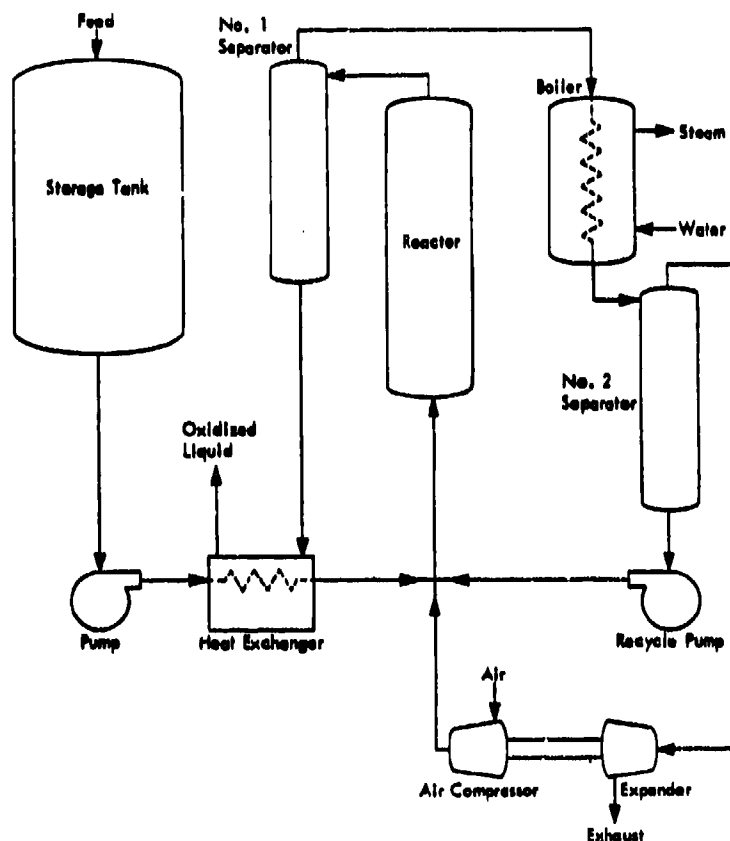 Feed
No. 1
Separator
Boiler
Steam
Storage Tank
Reactor
Water
No. 2
Separator
Oxidized
Liquid
Pump
Heat Exchanger
Recycle Pump
Air
Air Compressor
Expander
Exhaust